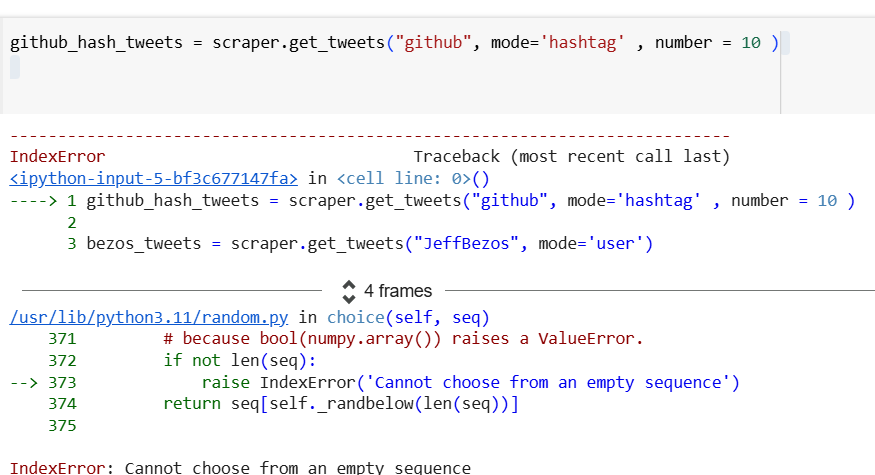 github_hash_tweets = scraper.get_tweets("github", mode='hashtag' , number = 10 )
---------------------------------------------------------------------------
IndexError                                Traceback (most recent call last)
<ipython-input-5-bf3c677147fa> in <cell line: 0>()
----> 1 github_hash_tweets = scraper.get_tweets("github", mode='hashtag' , number = 10 )
      2
      3 bezos_tweets = scraper.get_tweets("JeffBezos", mode='user')
4 frames
/usr/lib/python3.11/random.py in choice(self, seq)
    371         # because bool(numpy.array()) raises a ValueError.
    372         if not len(seq):
--> 373             raise IndexError('Cannot choose from an empty sequence')
    374         return seq[self._randbelow(len(seq))]
    375
IndexError: Cannot choose from an empty sequence